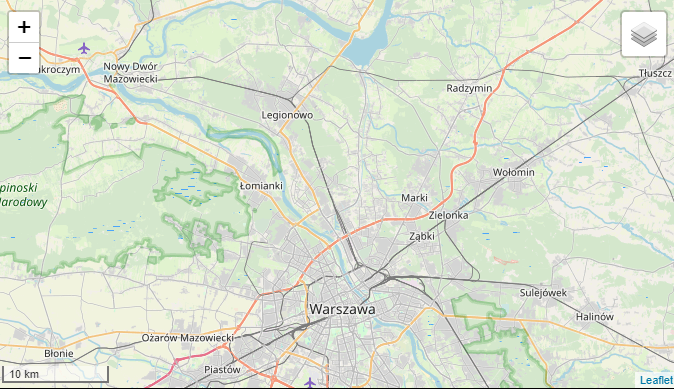 +
−
Nowy Dwór
Mazowiecki
Tłuszcz
Radzymin
Legionowo
Wołomin
Łomianki
Marki
Zielonka
Ząbki
Sulejówek
Warszawa
Halinów
Ożarów Mazowiecki
Błonie
Piastów
10 km
Leaflet